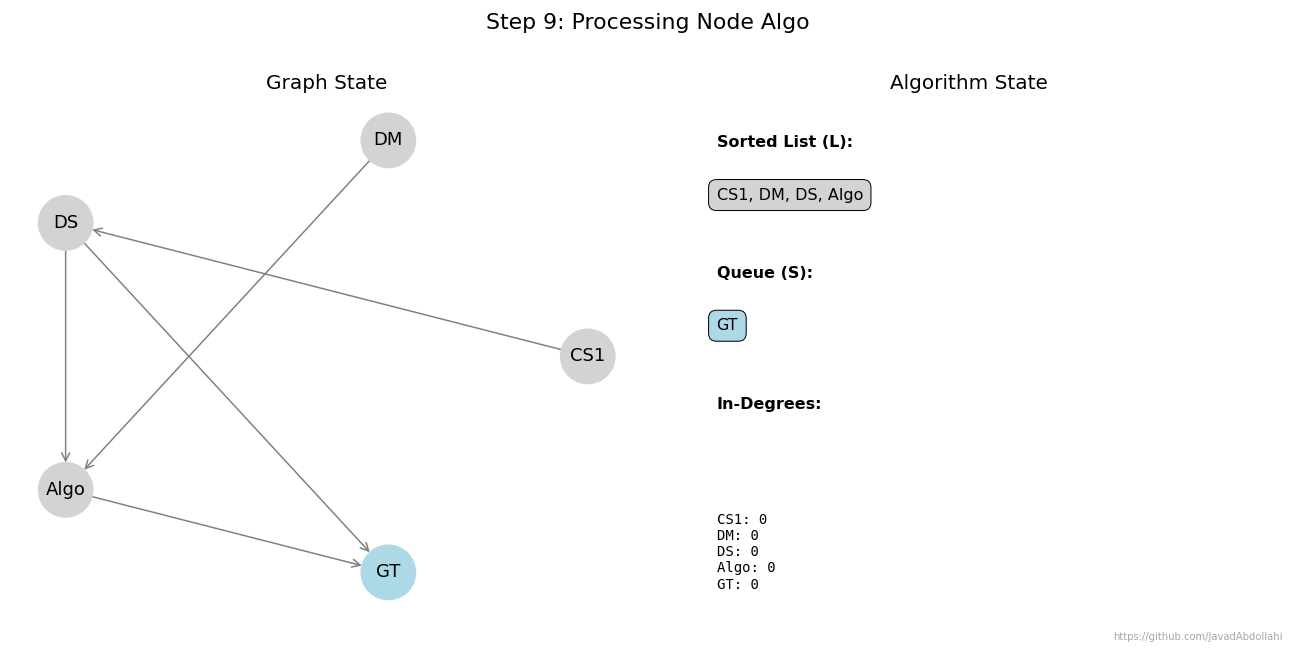 Step 9: Processing Node Algo
Graph State
DM
DS
CS1
Algo
GT
Algorithm State
Sorted List (L):
CS1, DM, DS, Algo
Queue (S):
GT
In-Degrees:
CS1: 0
DM: 0
DS: 0
Algo: 0
GT: 0
https://github.com/JavadAbdollahi